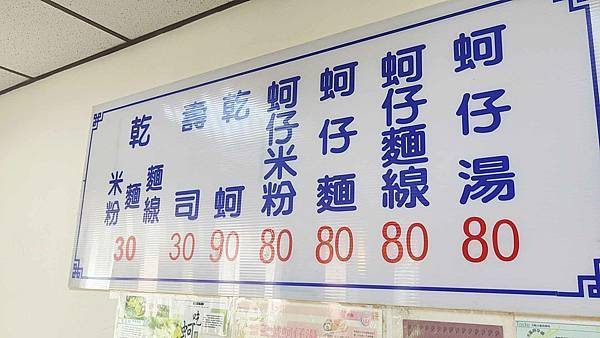 蚵仔湯 80
蚵仔麵線 80
蚵仔麵 80
蚵仔米粉 80
乾蚵 90
壽司 30
乾 麵線 麵 米粉 30